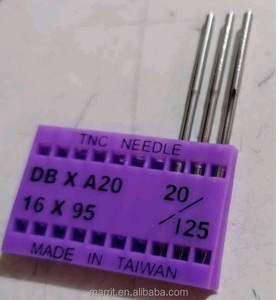 TNC NEEDLE
DB X A20
20/125
16 X 95
MADE IN TAIWAN
marrit.en.alibaba.com